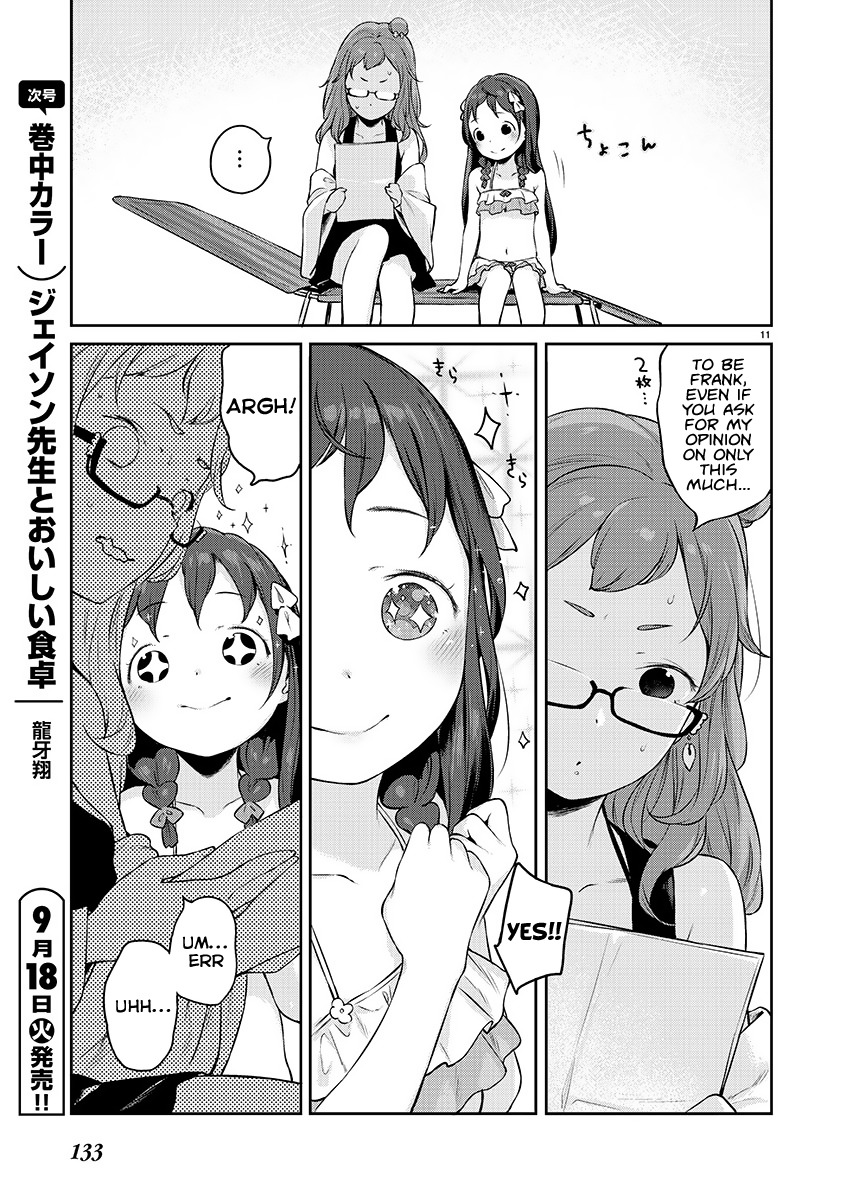 …
ちょこん
11
TO BE
FRANK,
EVEN IF
YOU ASK
FOR MY
OPINION
ON ONLY
THIS
MUCH...
2枚…
きら
きら
YES!!
ARGH!
UM...
ERR
UHH...
次号
巻中カラー
ジェイソン先生とおいしい食卓
龍牙翔
9月18日㊋発売!!
133